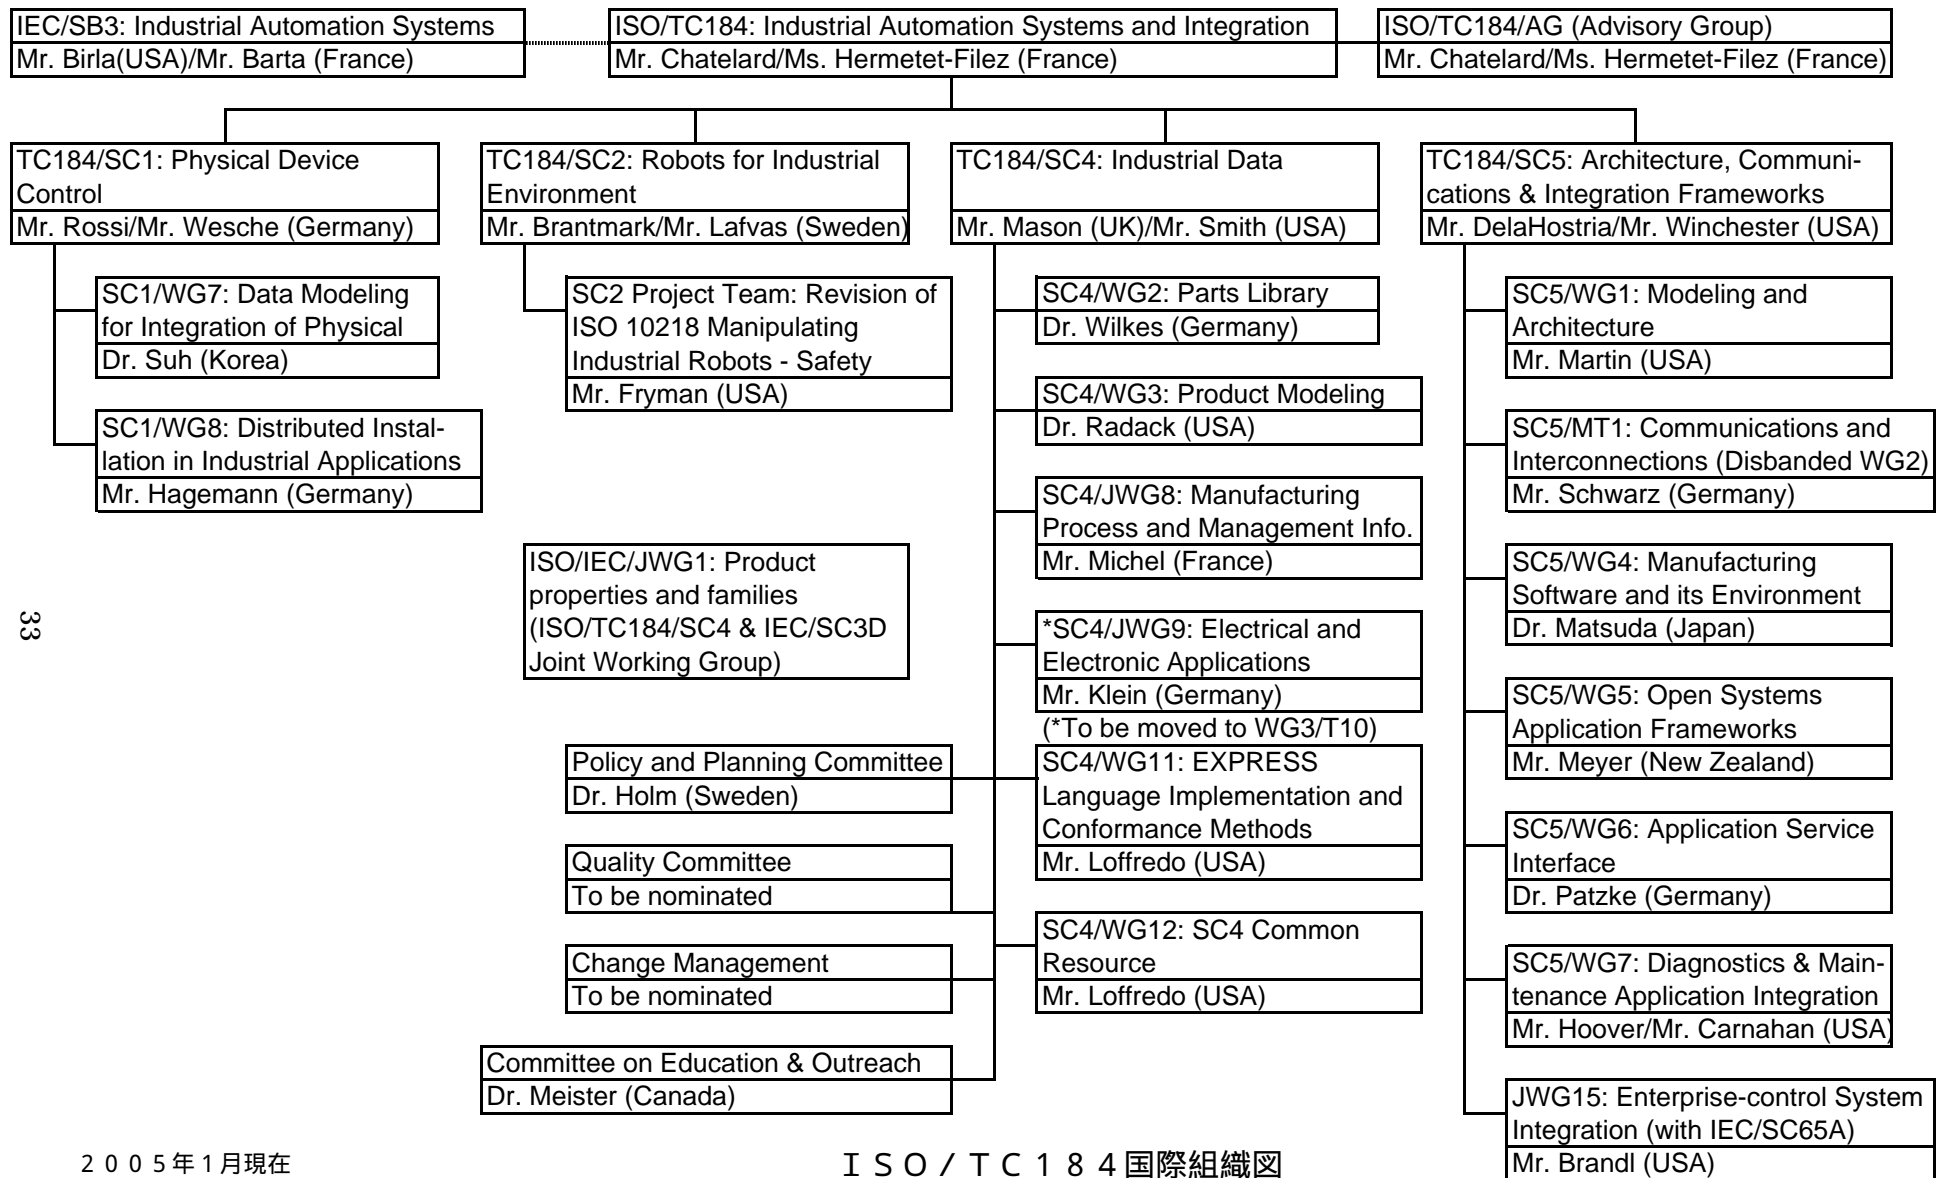 IEC/SB3: Industrial Automation Systems
Mr. Birla(USA)/Mr. Barta (France)
ISO/TC184: Industrial Automation Systems and Integration
Mr. Chatelard/Ms. Hermetet-Filez (France)
ISO/TC184/AG (Advisory Group)
Mr. Chatelard/Ms. Hermetet-Filez (France)
TC184/SC1: Physical Device
Control
Mr. Rossi/Mr. Wesche (Germany)
SC1/WG7: Data Modeling
for Integration of Physical
Dr. Suh (Korea)
SC1/WG8: Distributed Instal-
lation in Industrial Applications
Mr. Hagemann (Germany)
TC184/SC2: Robots for Industrial
Environment
Mr. Brantmark/Mr. Lafvas (Sweden)
SC2 Project Team: Revision of
ISO 10218 Manipulating
Industrial Robots - Safety
Mr. Fryman (USA)
TC184/SC4: Industrial Data
Mr. Mason (UK)/Mr. Smith (USA)
SC4/WG2: Parts Library
Dr. Wilkes (Germany)
SC4/WG3: Product Modeling
Dr. Radack (USA)
SC4/JWG8: Manufacturing
Process and Management Info.
Mr. Michel (France)
ISO/IEC/JWG1: Product
properties and families
(ISO/TC184/SC4 & IEC/SC3D
Joint Working Group)
*SC4/JWG9: Electrical and
Electronic Applications
Mr. Klein (Germany)
(*To be moved to WG3/T10)
Policy and Planning Committee
Dr. Holm (Sweden)
SC4/WG11: EXPRESS
Language Implementation and
Conformance Methods
Mr. Loffredo (USA)
Quality Committee
To be nominated
SC4/WG12: SC4 Common
Resource
Mr. Loffredo (USA)
Change Management
To be nominated
Committee on Education & Outreach
Dr. Meister (Canada)
TC184/SC5: Architecture, Communi-
cations & Integration Frameworks
Mr. DelaHostria/Mr. Winchester (USA)
SC5/WG1: Modeling and
Architecture
Mr. Martin (USA)
SC5/MT1: Communications and
Interconnections (Disbanded WG2)
Mr. Schwarz (Germany)
SC5/WG4: Manufacturing
Software and its Environment
Dr. Matsuda (Japan)
SC5/WG5: Open Systems
Application Frameworks
Mr. Meyer (New Zealand)
SC5/WG6: Application Service
Interface
Dr. Patzke (Germany)
SC5/WG7: Diagnostics & Main-
tenance Application Integration
Mr. Hoover/Mr. Carnahan (USA)
JWG15: Enterprise-control System
Integration (with IEC/SC65A)
Mr. Brandl (USA)
33
２００５年１月現在
ＩＳＯ／ＴＣ１８４国際組織図